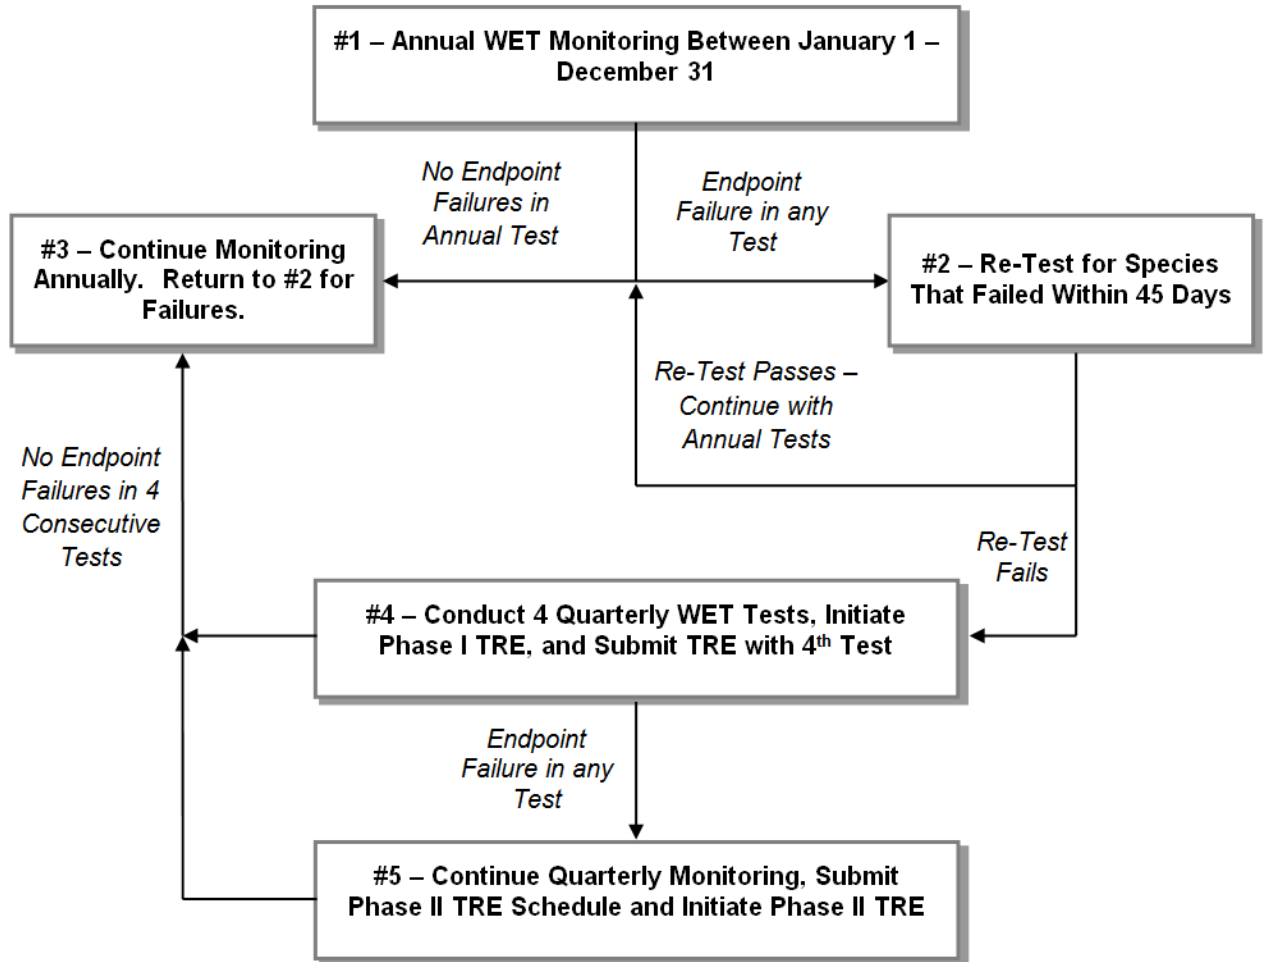 #1 – Annual WET Monitoring Between January 1 –
December 31
No Endpoint
Failures in
Annual Test
Endpoint
Failure in any
Test
#3 – Continue Monitoring
Annually.  Return to #2 for
Failures.
#2 – Re-Test for Species
That Failed Within 45 Days
Re-Test Passes –
Continue with
Annual Tests
No Endpoint
Failures in 4
Consecutive
Tests
Re-Test
Fails
#4 – Conduct 4 Quarterly WET Tests, Initiate
Phase I TRE, and Submit TRE with 4th Test
Endpoint
Failure in any
Test
#5 – Continue Quarterly Monitoring, Submit
Phase II TRE Schedule and Initiate Phase II TRE